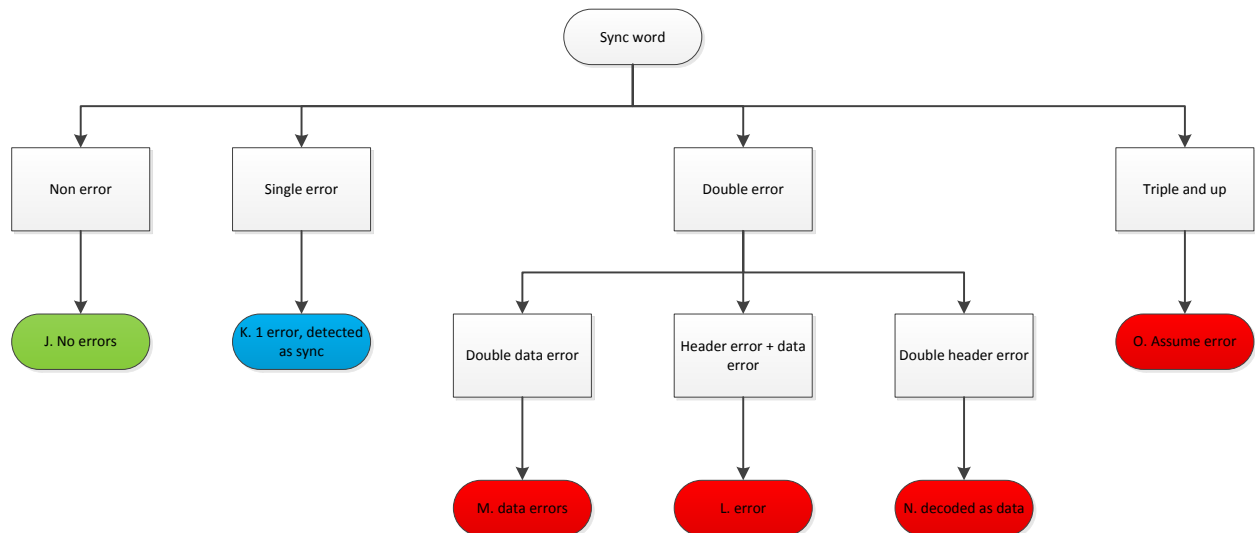 Sync word
Non error
Single error
Double error
Triple and up
J. No errors
K. 1 error, detected
as sync
Double data error
Header error + data
error
Double header error
O. Assume error
M. data errors
L. error
N. decoded as data